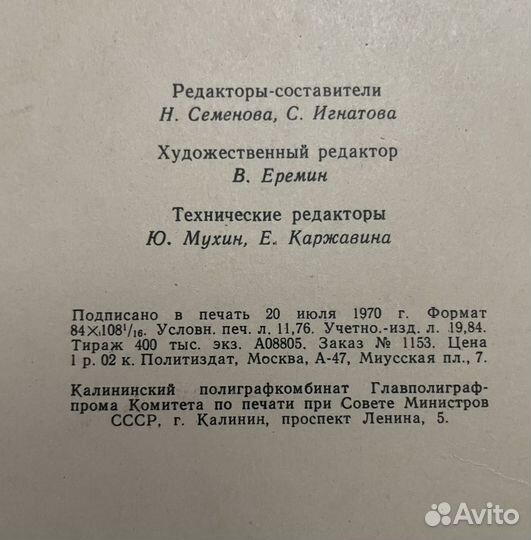 Редакторы-составители
Н. Семенова, С. Игнатова
Художественный редактор
В. Еремин
Технические редакторы
Ю. Мухин, Е. Каржавина
Подписано в печать 20 июля 1970 г. Формат
84×108¹/₁₆. Условн. печ. л. 11,76. Учетно.-изд. л. 19,84.
Тираж 400 тыс. экз. А08805. Заказ № 1153. Цена
1 р. 02 к. Политиздат, Москва, А-47, Миусская пл., 7.
Калининский полиграфкомбинат Главполиграф-
прома Комитета по печати при Совете Министров
СССР, г. Калинин, проспект Ленина, 5.
Avito